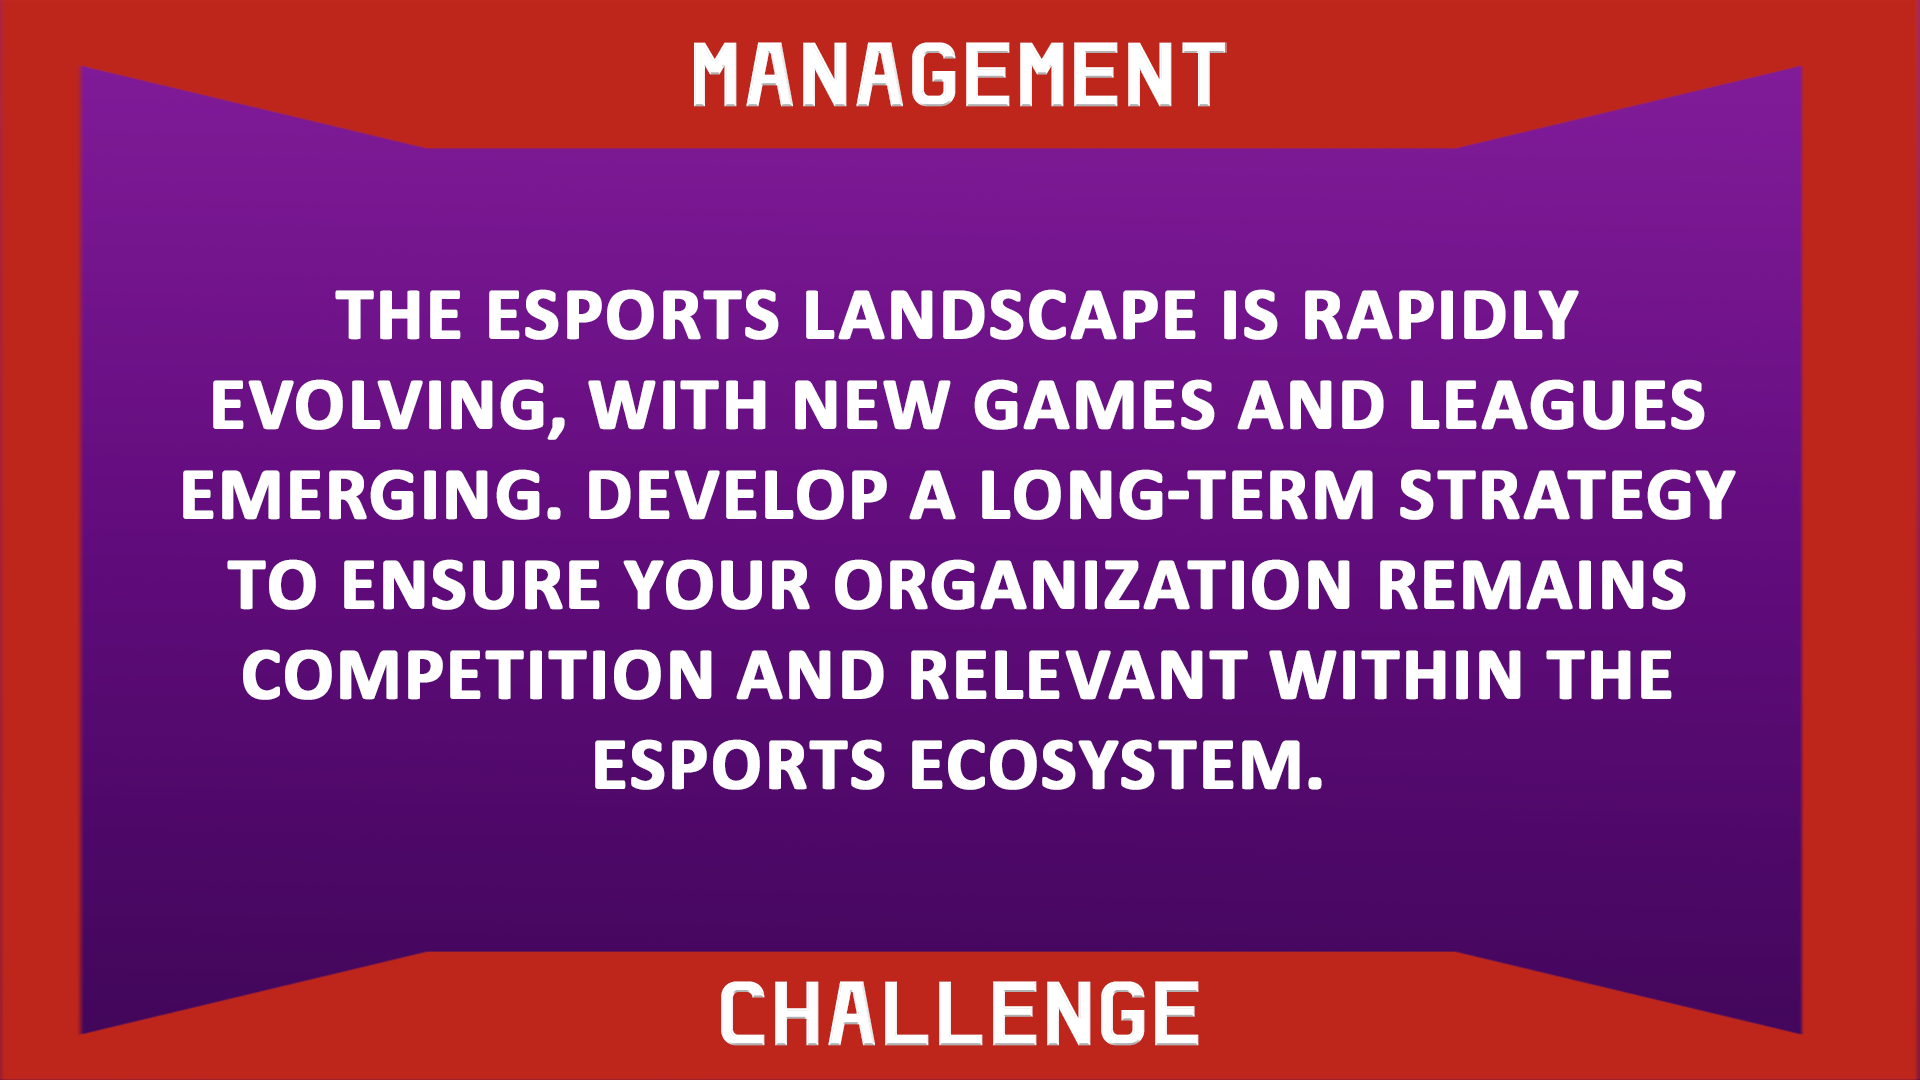 MANAGEMENT
THE ESPORTS LANDSCAPE IS RAPIDLY
EVOLVING, WITH NEW GAMES AND LEAGUES
EMERGING. DEVELOP A LONG-TERM STRATEGY
TO ENSURE YOUR ORGANIZATION REMAINS
COMPETITION AND RELEVANT WITHIN THE
ESPORTS ECOSYSTEM.
CHALLENGE